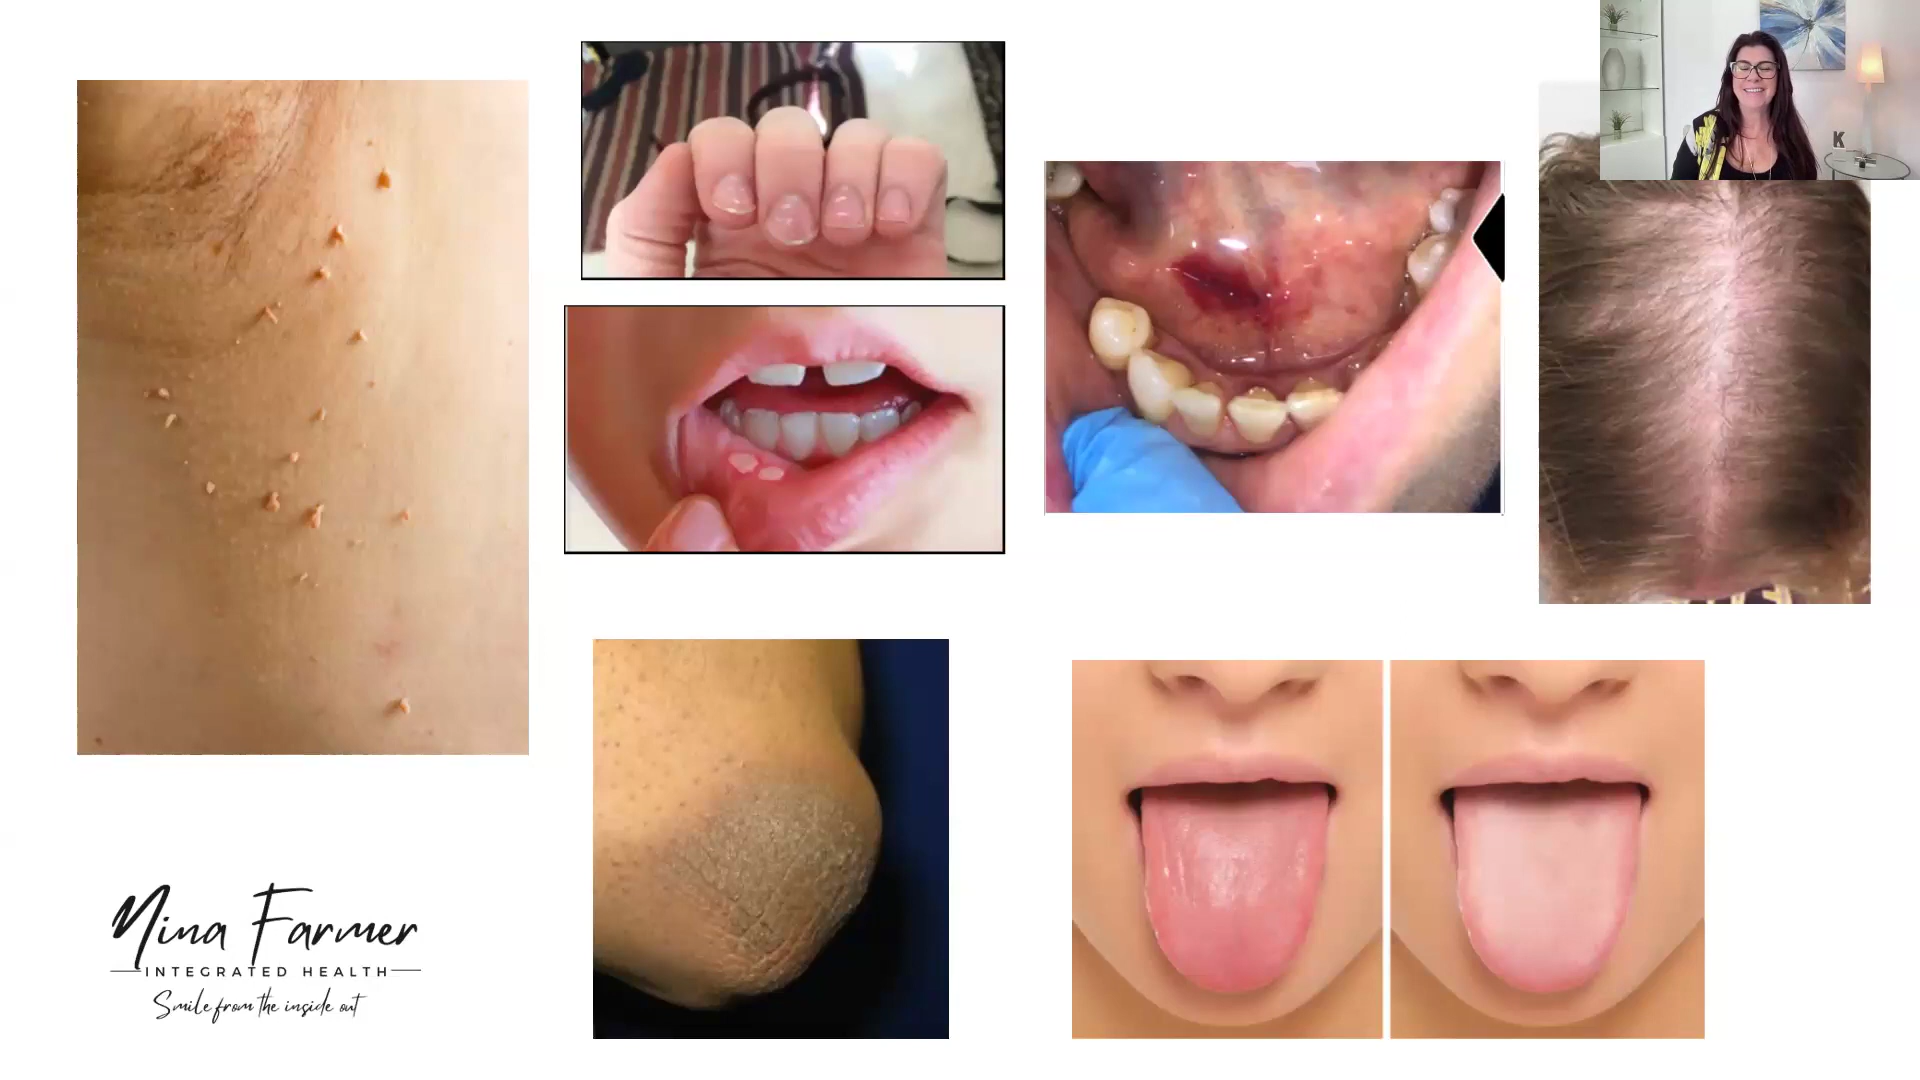 K
Nina Farmer
INTEGRATED HEALTH
Smile from the inside out